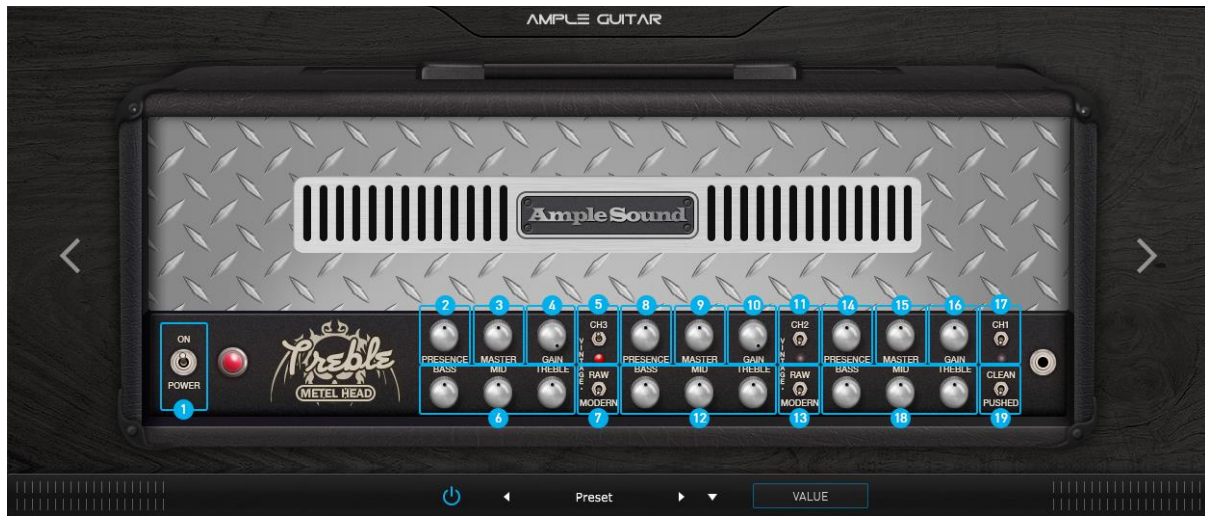 AMPLE GUITAR
Ample Sound
1
ON
POWER
Treble
METEL HEAD
2
PRESENCE
3
MASTER
4
GAIN
5
CH3
VINTAGE
6
BASS
MID
TREBLE
7
RAW
MODERN
8
PRESENCE
9
MASTER
10
GAIN
11
CH2
VINTAGE
12
BASS
MID
TREBLE
13
RAW
MODERN
14
PRESENCE
15
MASTER
16
GAIN
17
CH1
18
BASS
MID
TREBLE
19
CLEAN
PUSHED
Preset
VALUE